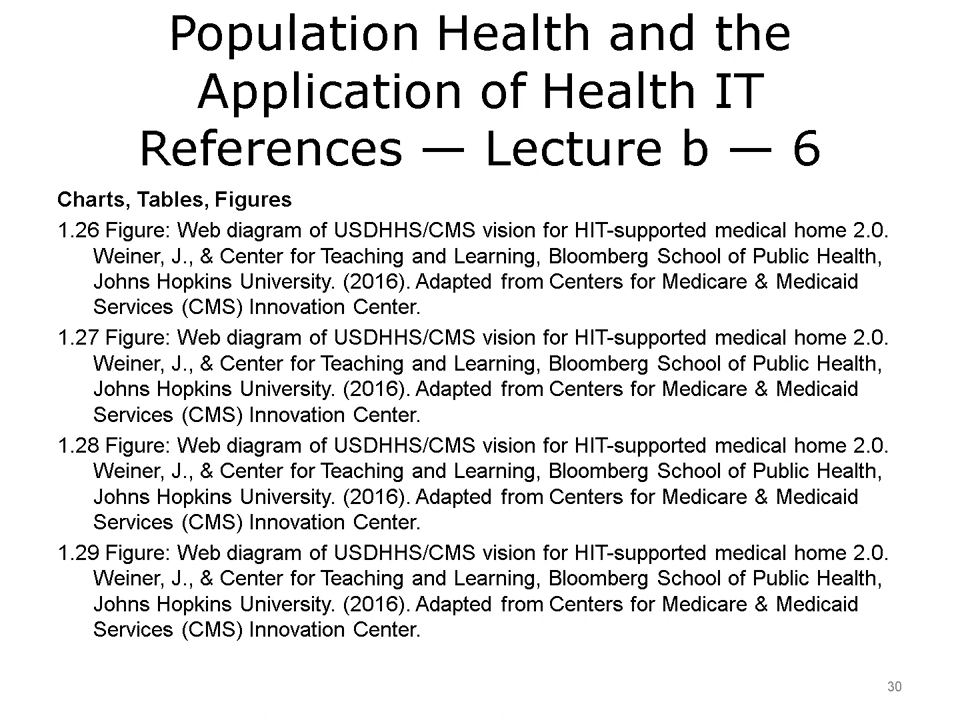 Population Health and the
Application of Health IT
References — Lecture b — 6
Charts, Tables, Figures
1.26 Figure: Web diagram of USDHHS/CMS vision for HIT-supported medical home 2.0.
Weiner, J., & Center for Teaching and Learning, Bloomberg School of Public Health,
Johns Hopkins University. (2016). Adapted from Centers for Medicare & Medicaid
Services (CMS) Innovation Center.
1.27 Figure: Web diagram of USDHHS/CMS vision for HIT-supported medical home 2.0.
Weiner, J., & Center for Teaching and Learning, Bloomberg School of Public Health,
Johns Hopkins University. (2016). Adapted from Centers for Medicare & Medicaid
Services (CMS) Innovation Center.
1.28 Figure: Web diagram of USDHHS/CMS vision for HIT-supported medical home 2.0.
Weiner, J., & Center for Teaching and Learning, Bloomberg School of Public Health,
Johns Hopkins University. (2016). Adapted from Centers for Medicare & Medicaid
Services (CMS) Innovation Center.
1.29 Figure: Web diagram of USDHHS/CMS vision for HIT-supported medical home 2.0.
Weiner, J., & Center for Teaching and Learning, Bloomberg School of Public Health,
Johns Hopkins University. (2016). Adapted from Centers for Medicare & Medicaid
Services (CMS) Innovation Center.
30